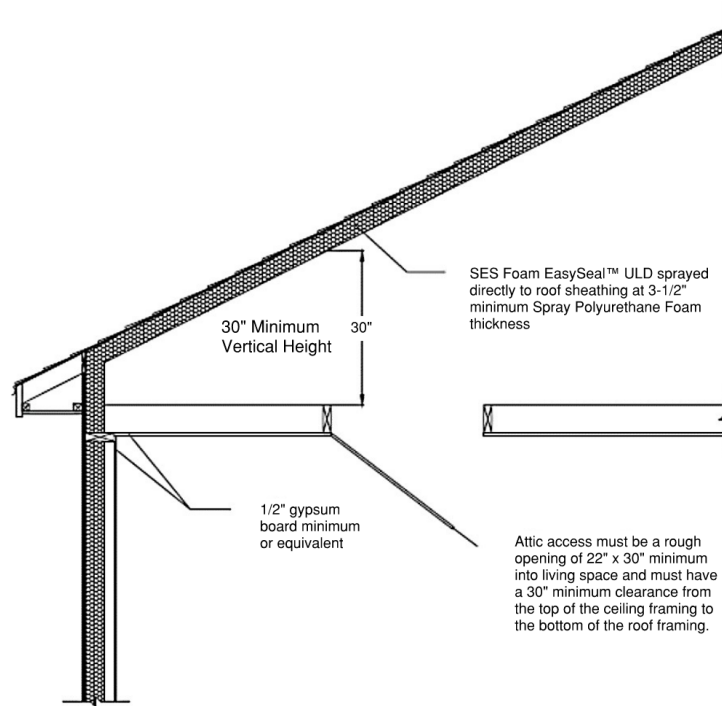 SES Foam EasySeal™ ULD sprayed
directly to roof sheathing at 3-1/2"
minimum Spray Polyurethane Foam
thickness
30" Minimum
Vertical Height
30"
1/2" gypsum
board minimum
or equivalent
Attic access must be a rough
opening of 22" x 30" minimum
into living space and must have
a 30" minimum clearance from
the top of the ceiling framing to
the bottom of the roof framing.